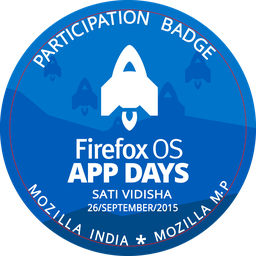 PARTICIPATION BADGE
Firefox OS
APP DAYS
SATI VIDISHA
26/SEPTEMBER/2015
MOZILLA INDIA * MOZILLA M.P